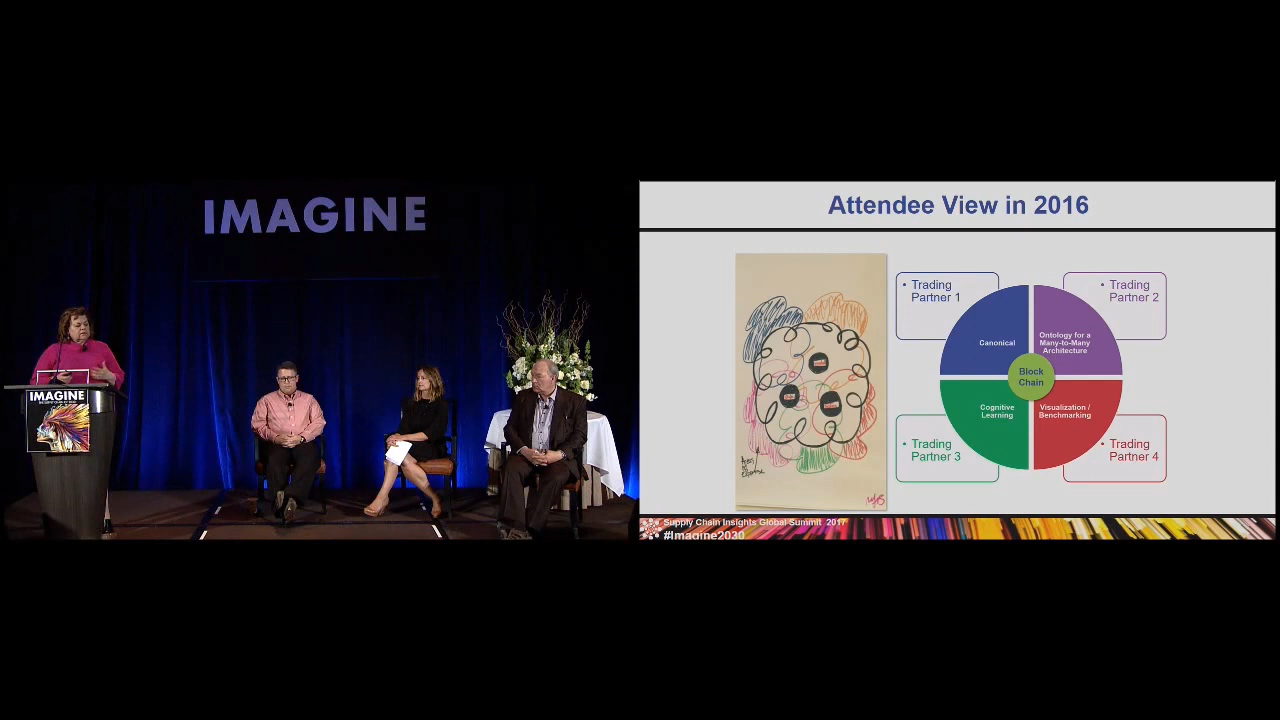 IMAGINE
IMAGINE
Attendee View in 2016
• Trading
Partner 1
• Trading
Partner 2
Canonical
Ontology for a
Many-to-Many
Architecture
Block
Chain
Cognitive
Learning
Visualization /
Benchmarking
• Trading
Partner 3
• Trading
Partner 4
Supply Chain Insights Global Summit 2017
#Imagine2030